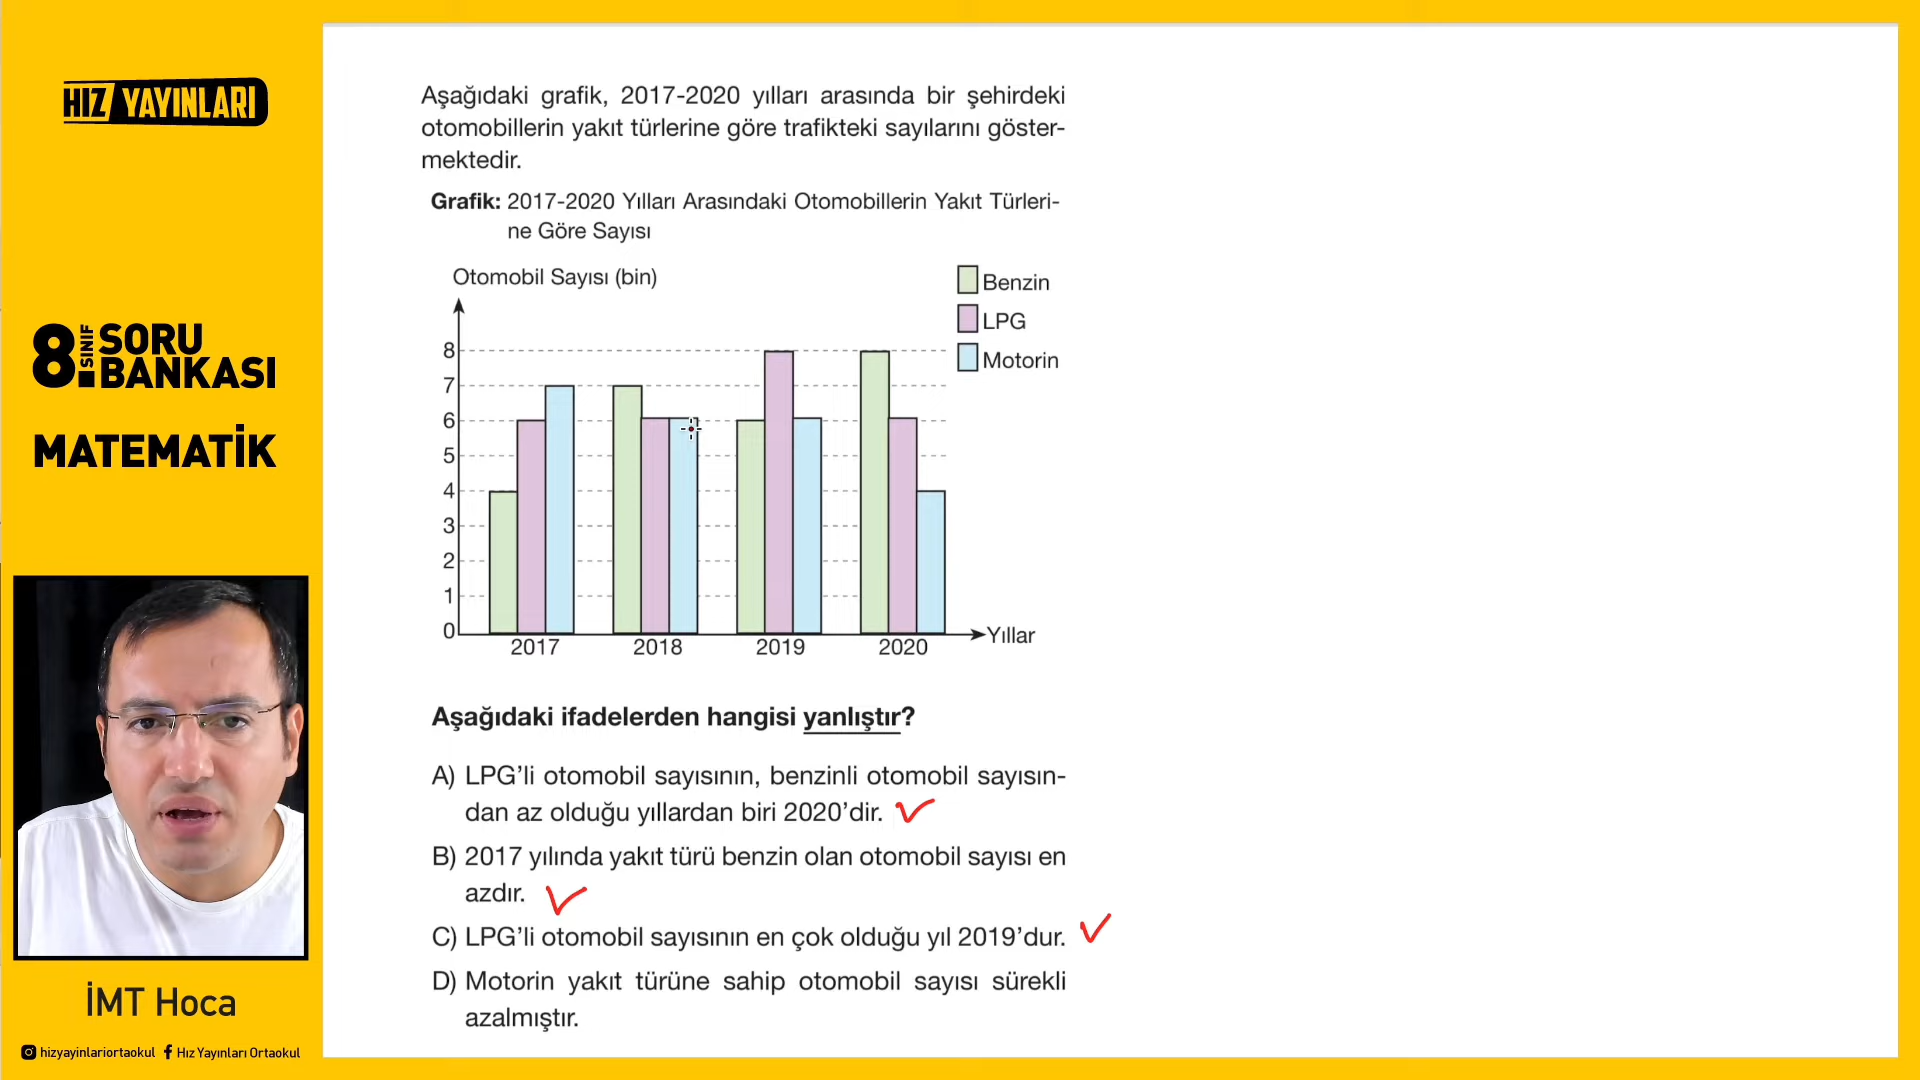 HIZ YAYINLARI
8. SINIF SORU BANKASI
MATEMATİK
İMT Hoca
hizyayinlariortaokul Hız Yayınları Ortaokul
Aşağıdaki grafik, 2017-2020 yılları arasında bir şehirdeki
otomobillerin yakıt türlerine göre trafikteki sayılarını göster-
mektedir.
Grafik: 2017-2020 Yılları Arasındaki Otomobillerin Yakıt Türleri-
ne Göre Sayısı
Otomobil Sayısı (bin)
Benzin
LPG
Motorin
8
7
6
5
4
3
2
1
0
2017 2018 2019 2020
Yıllar
Aşağıdaki ifadelerden hangisi yanlıştır?
A) LPG’li otomobil sayısının, benzinli otomobil sayısın-
dan az olduğu yıllardan biri 2020’dir.
B) 2017 yılında yakıt türü benzin olan otomobil sayısı en
azdır.
C) LPG’li otomobil sayısının en çok olduğu yıl 2019’dur.
D) Motorin yakıt türüne sahip otomobil sayısı sürekli
azalmıştır.